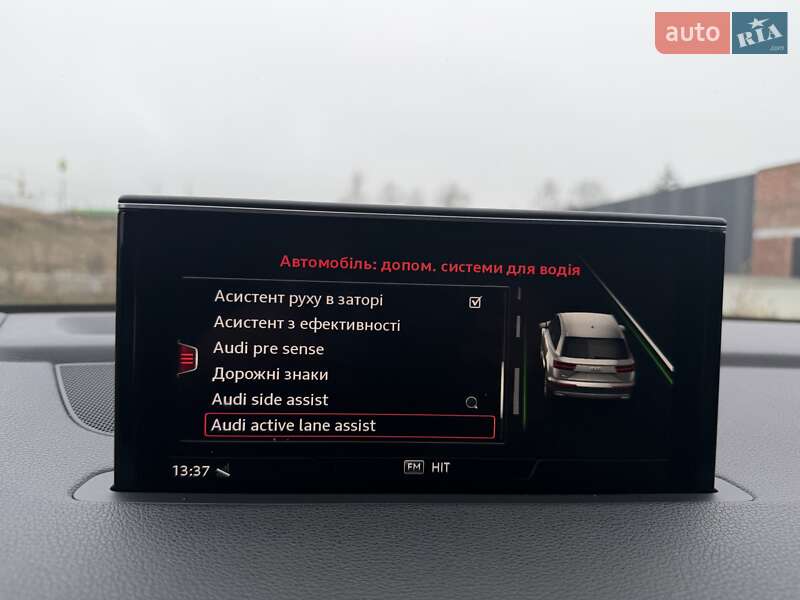 auto RIA.com
Автомобіль: допом. системи для водія
Асистент руху в заторі
Асистент з ефективності
Audi pre sense
Дорожні знаки
Audi side assist
Audi active lane assist
13:37 FM HIT